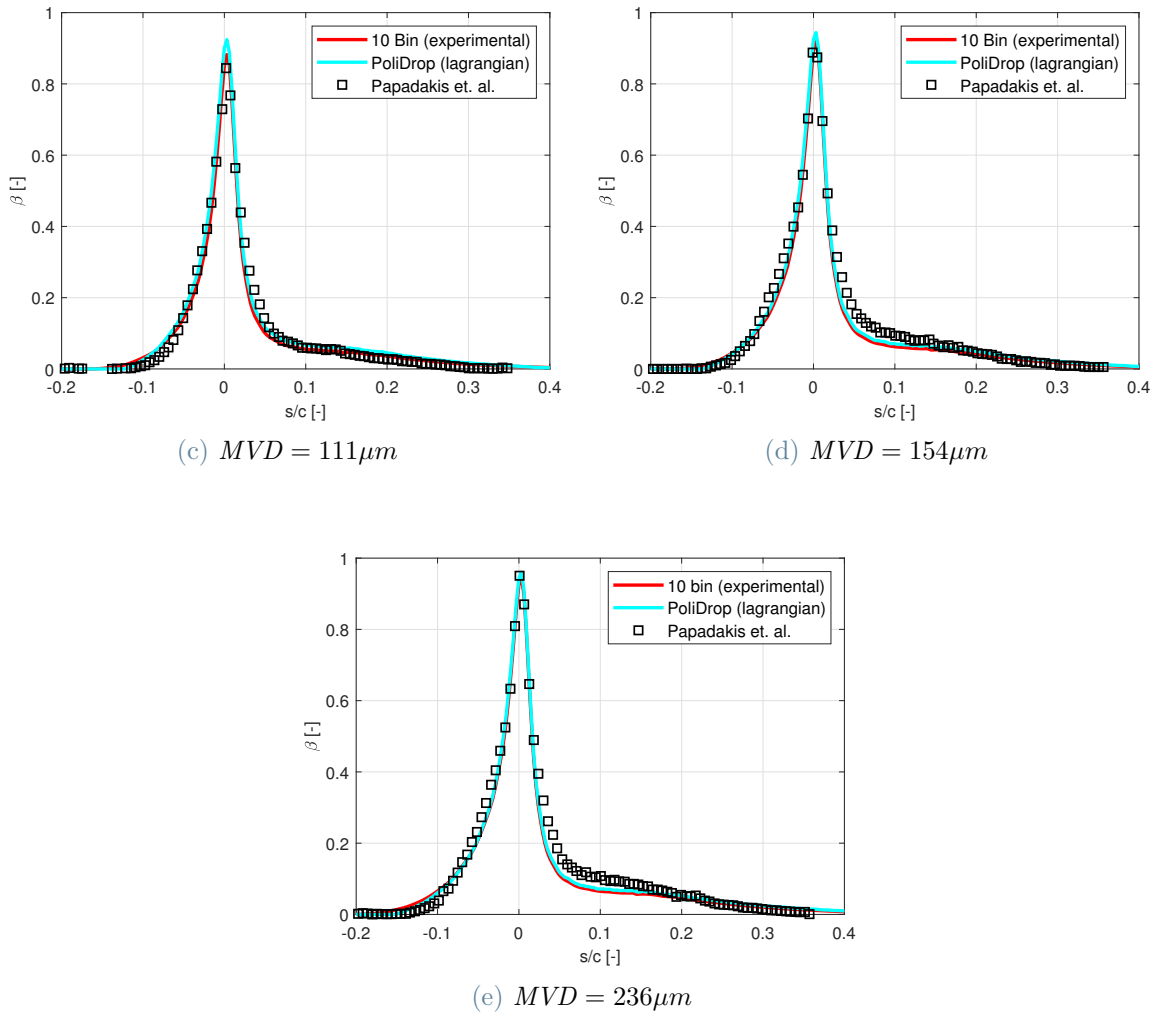 1
0.8
0.6
0.4
0.2
0
β [-]
-0.2 -0.1 0 0.1 0.2 0.3 0.4
s/c [-]
10 Bin (experimental)
PoliDrop (lagrangian)
Papadakis et. al.
(c) MVD = 111μm
1
0.8
0.6
0.4
0.2
0
β [-]
-0.2 -0.1 0 0.1 0.2 0.3 0.4
s/c [-]
10 Bin (experimental)
PoliDrop (lagrangian)
Papadakis et. al.
(d) MVD = 154μm
1
0.8
0.6
0.4
0.2
0
β [-]
-0.2 -0.1 0 0.1 0.2 0.3 0.4
s/c [-]
10 bin (experimental)
PoliDrop (lagrangian)
Papadakis et. al.
(e) MVD = 236μm